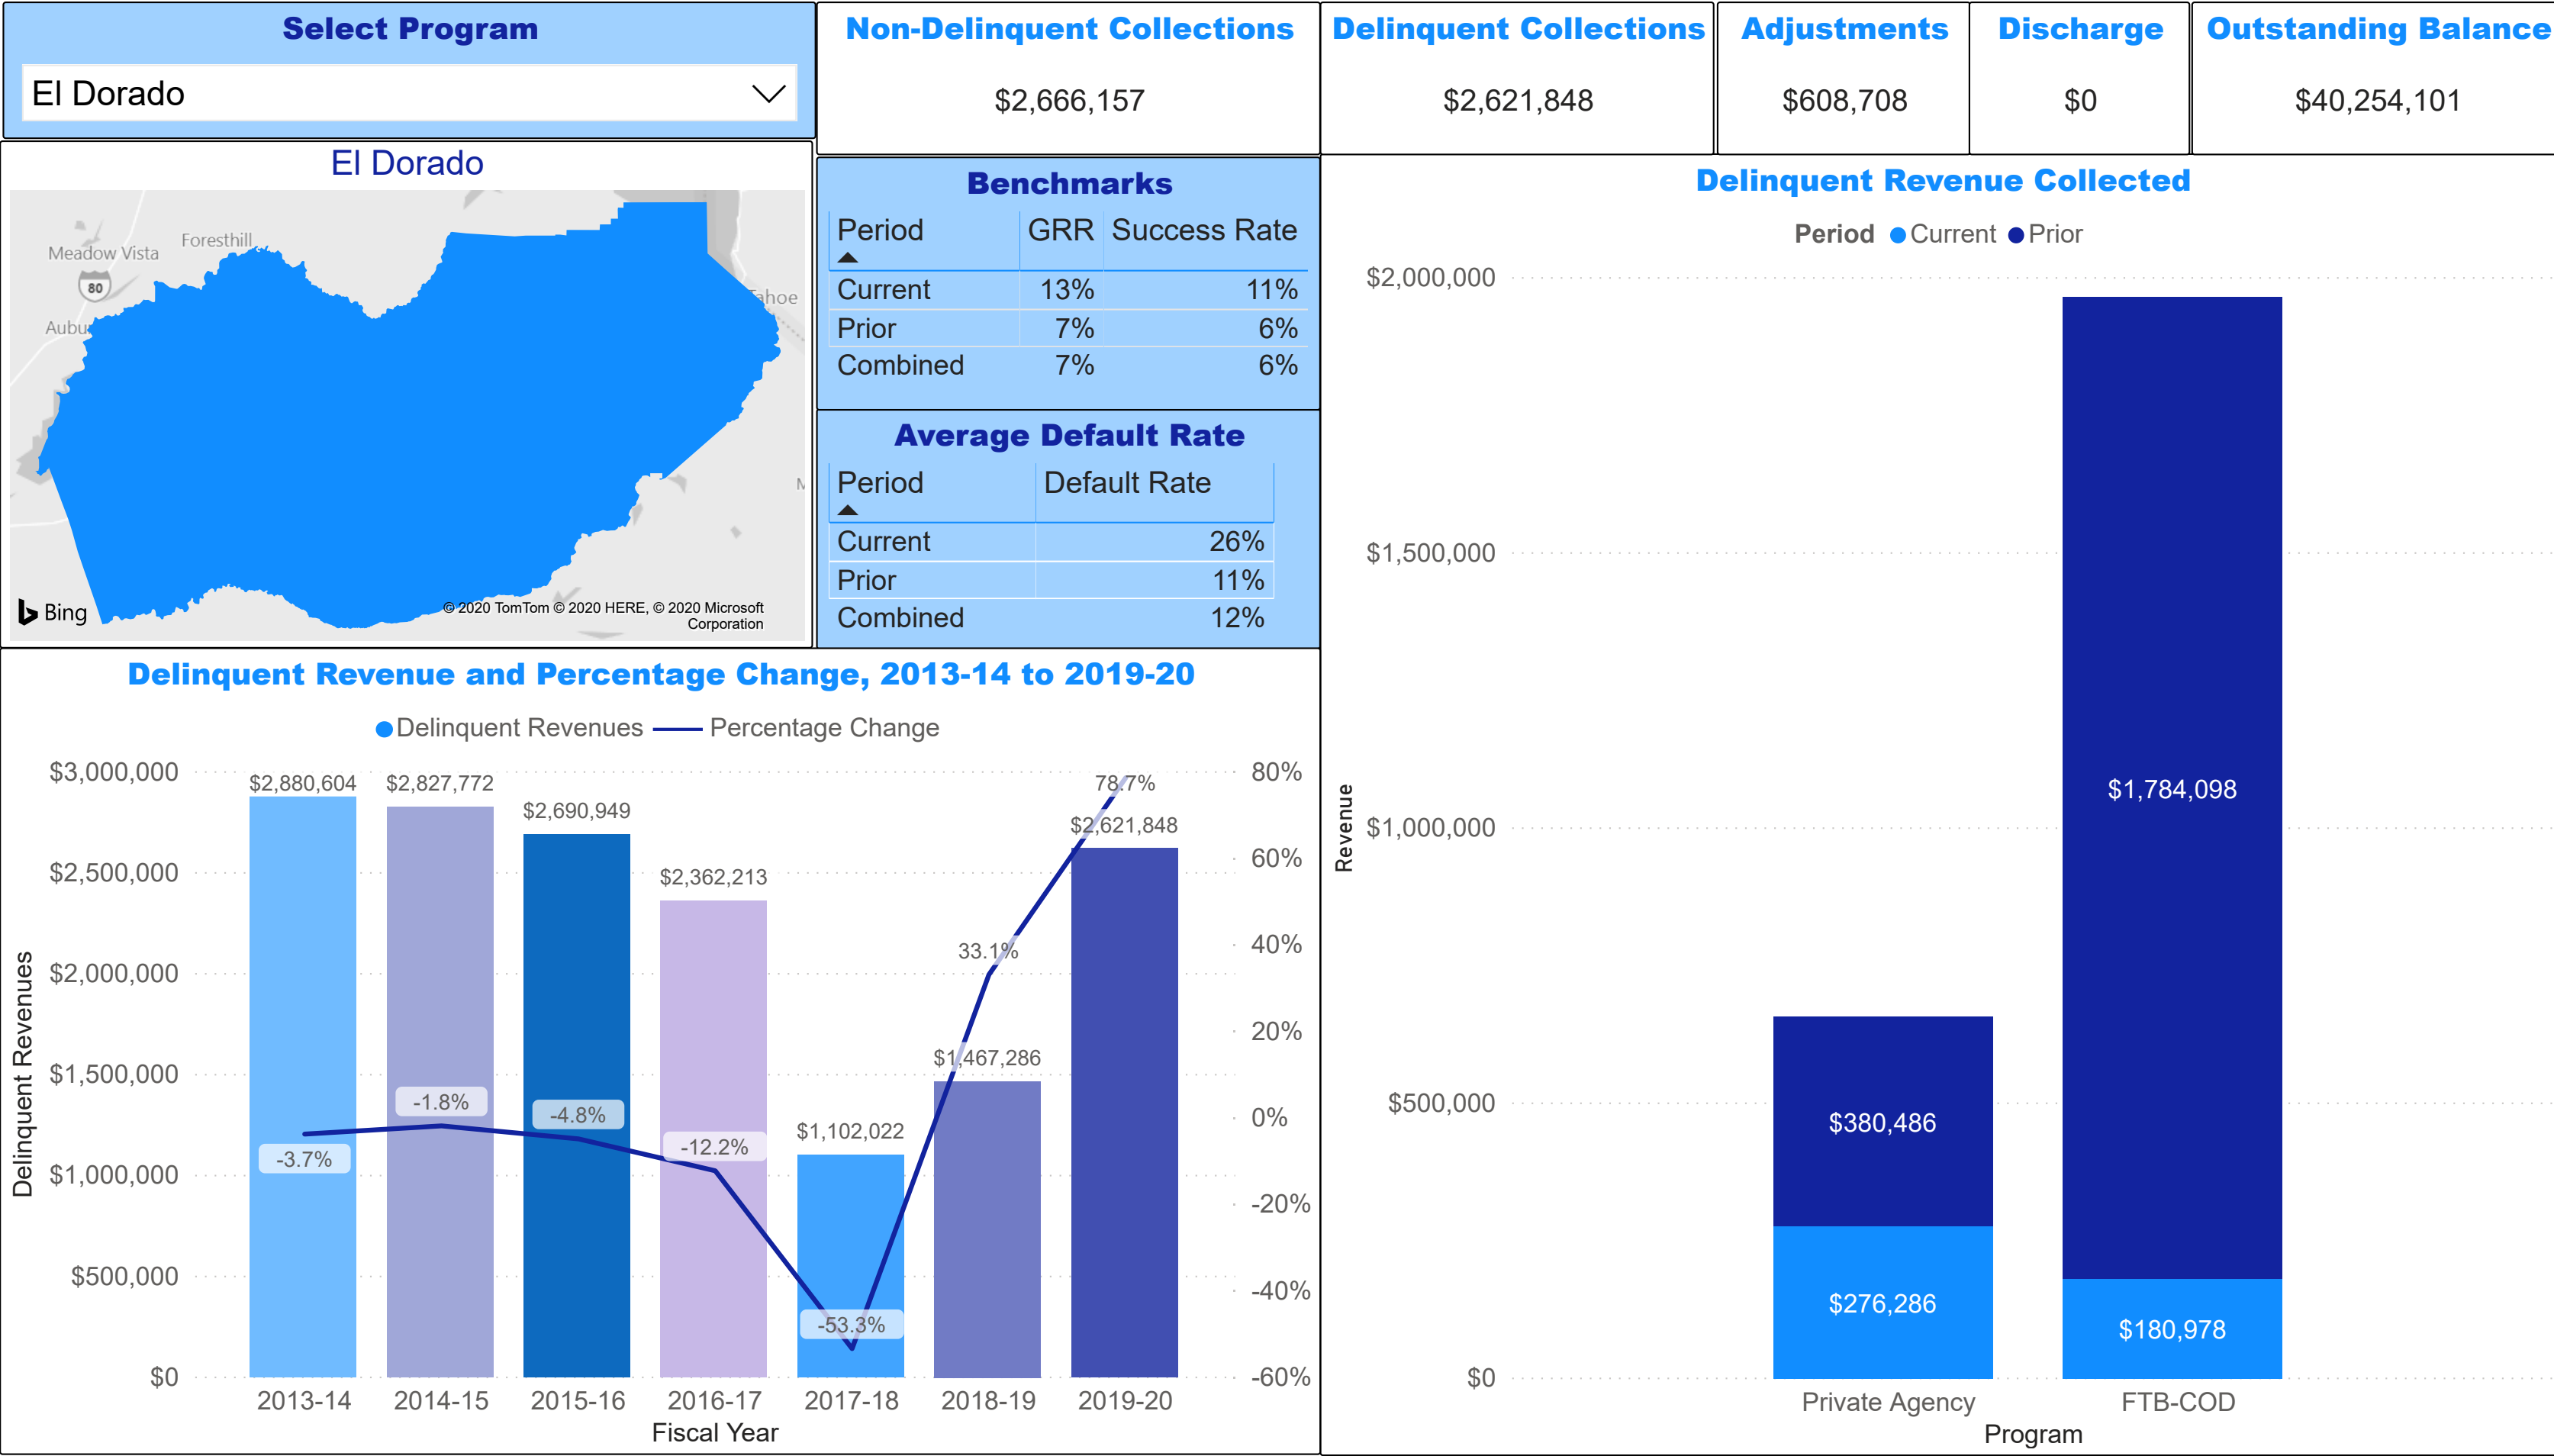 Select Program
El Dorado
Non-Delinquent Collections
$2,666,157
Delinquent Collections
$2,621,848
Adjustments
$608,708
Discharge
$0
Outstanding Balance
$40,254,101
El Dorado
Meadow Vista
Foresthill
80
Bing
© 2020 TomTom © 2020 HERE, © 2020 Microsoft
Corporation
Benchmarks
Period GRR Success Rate
Current 13% 11%
Prior 7% 6%
Combined 7% 6%
Average Default Rate
Period Default Rate
Current 26%
Prior 11%
Combined 12%
Delinquent Revenue and Percentage Change, 2013-14 to 2019-20
Delinquent Revenues Percentage Change
Delinquent Revenues
$3,000,000
$2,500,000
$2,000,000
$1,500,000
$1,000,000
$500,000
$0
$2,880,604
$2,827,772
$2,690,949
$2,362,213
$1,102,022
$1,467,286
$2,621,848
-3.7%
-1.8%
-4.8%
-12.2%
-53.3%
33.1%
78.7%
80%
60%
40%
20%
0%
-20%
-40%
-60%
2013-14 2014-15 2015-16 2016-17 2017-18 2018-19 2019-20
Fiscal Year
Delinquent Revenue Collected
Period Current Prior
Revenue
$2,000,000
$1,500,000
$1,000,000
$500,000
$0
$380,486
$276,286
$1,784,098
$180,978
Private Agency FTB-COD
Program